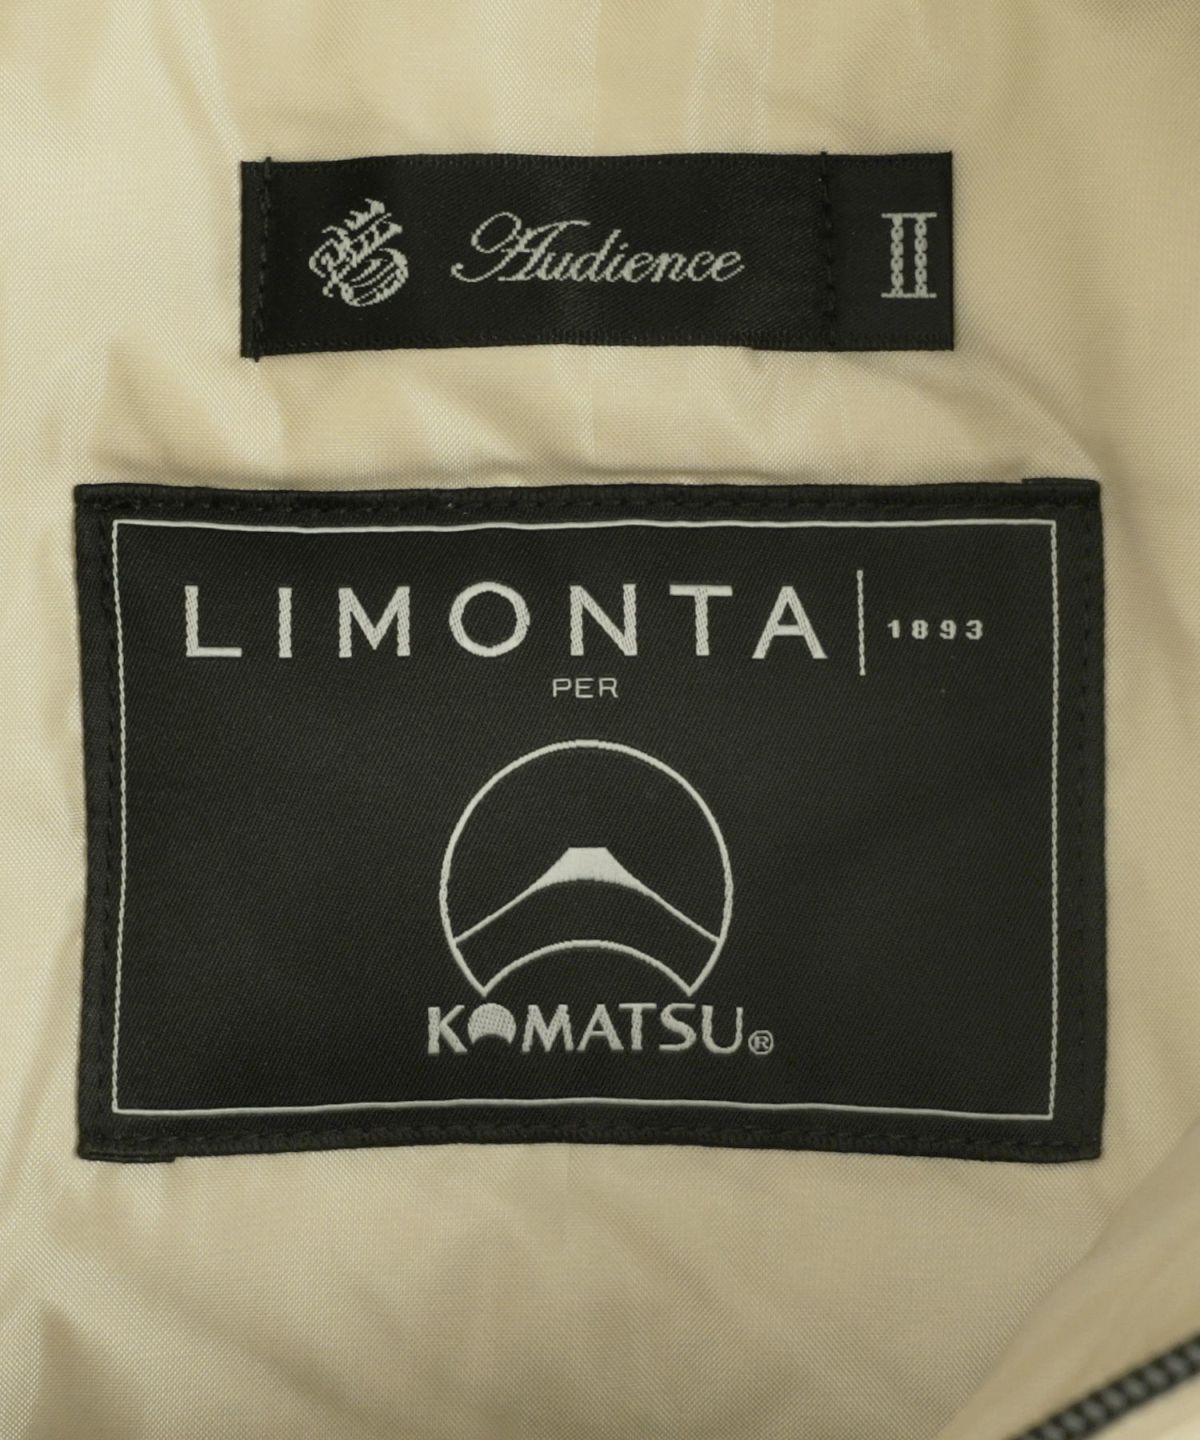 Audience II
LIMONTA 1893
PER
KOMATSU®